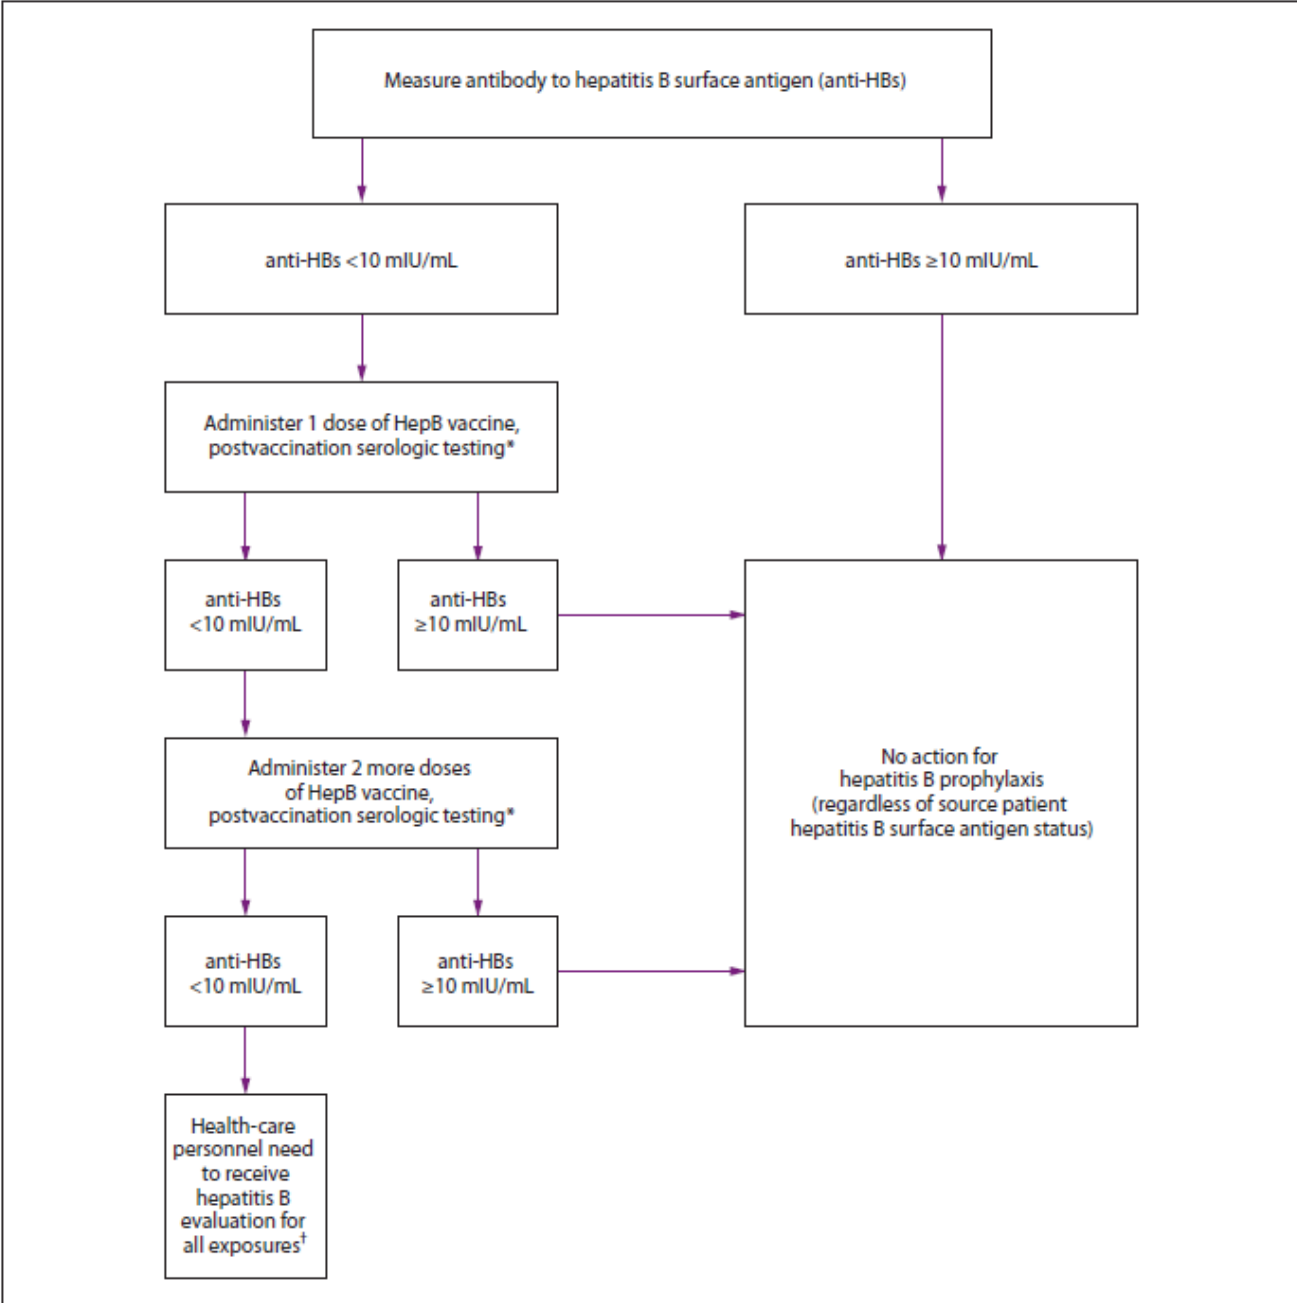 Measure antibody to hepatitis B surface antigen (anti-HBs)
anti-HBs <10 mIU/mL
anti-HBs ≥10 mIU/mL
Administer 1 dose of HepB vaccine,
postvaccination serologic testing*
anti-HBs
<10 mIU/mL
anti-HBs
≥10 mIU/mL
Administer 2 more doses
of HepB vaccine,
postvaccination serologic testing*
No action for
hepatitis B prophylaxis
(regardless of source patient
hepatitis B surface antigen status)
anti-HBs
<10 mIU/mL
anti-HBs
≥10 mIU/mL
Health-care
personnel need
to receive
hepatitis B
evaluation for
all exposures†